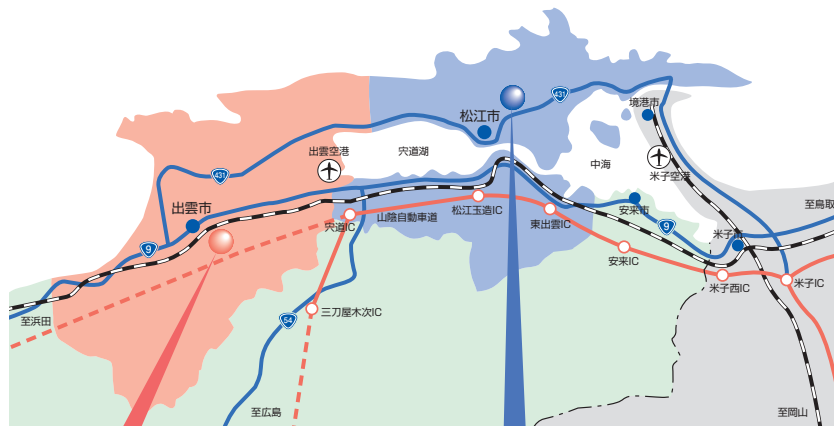 431
境港市
松江市
出雲空港
宍道湖
中海
米子空港
431
出雲市
安来市
至鳥取
宍道IC
山陰自動車道
松江玉造IC
東出雲IC
9
米子市
9
安来IC
米子西IC
米子IC
三刀屋木次IC
至浜田
54
至広島
至岡山